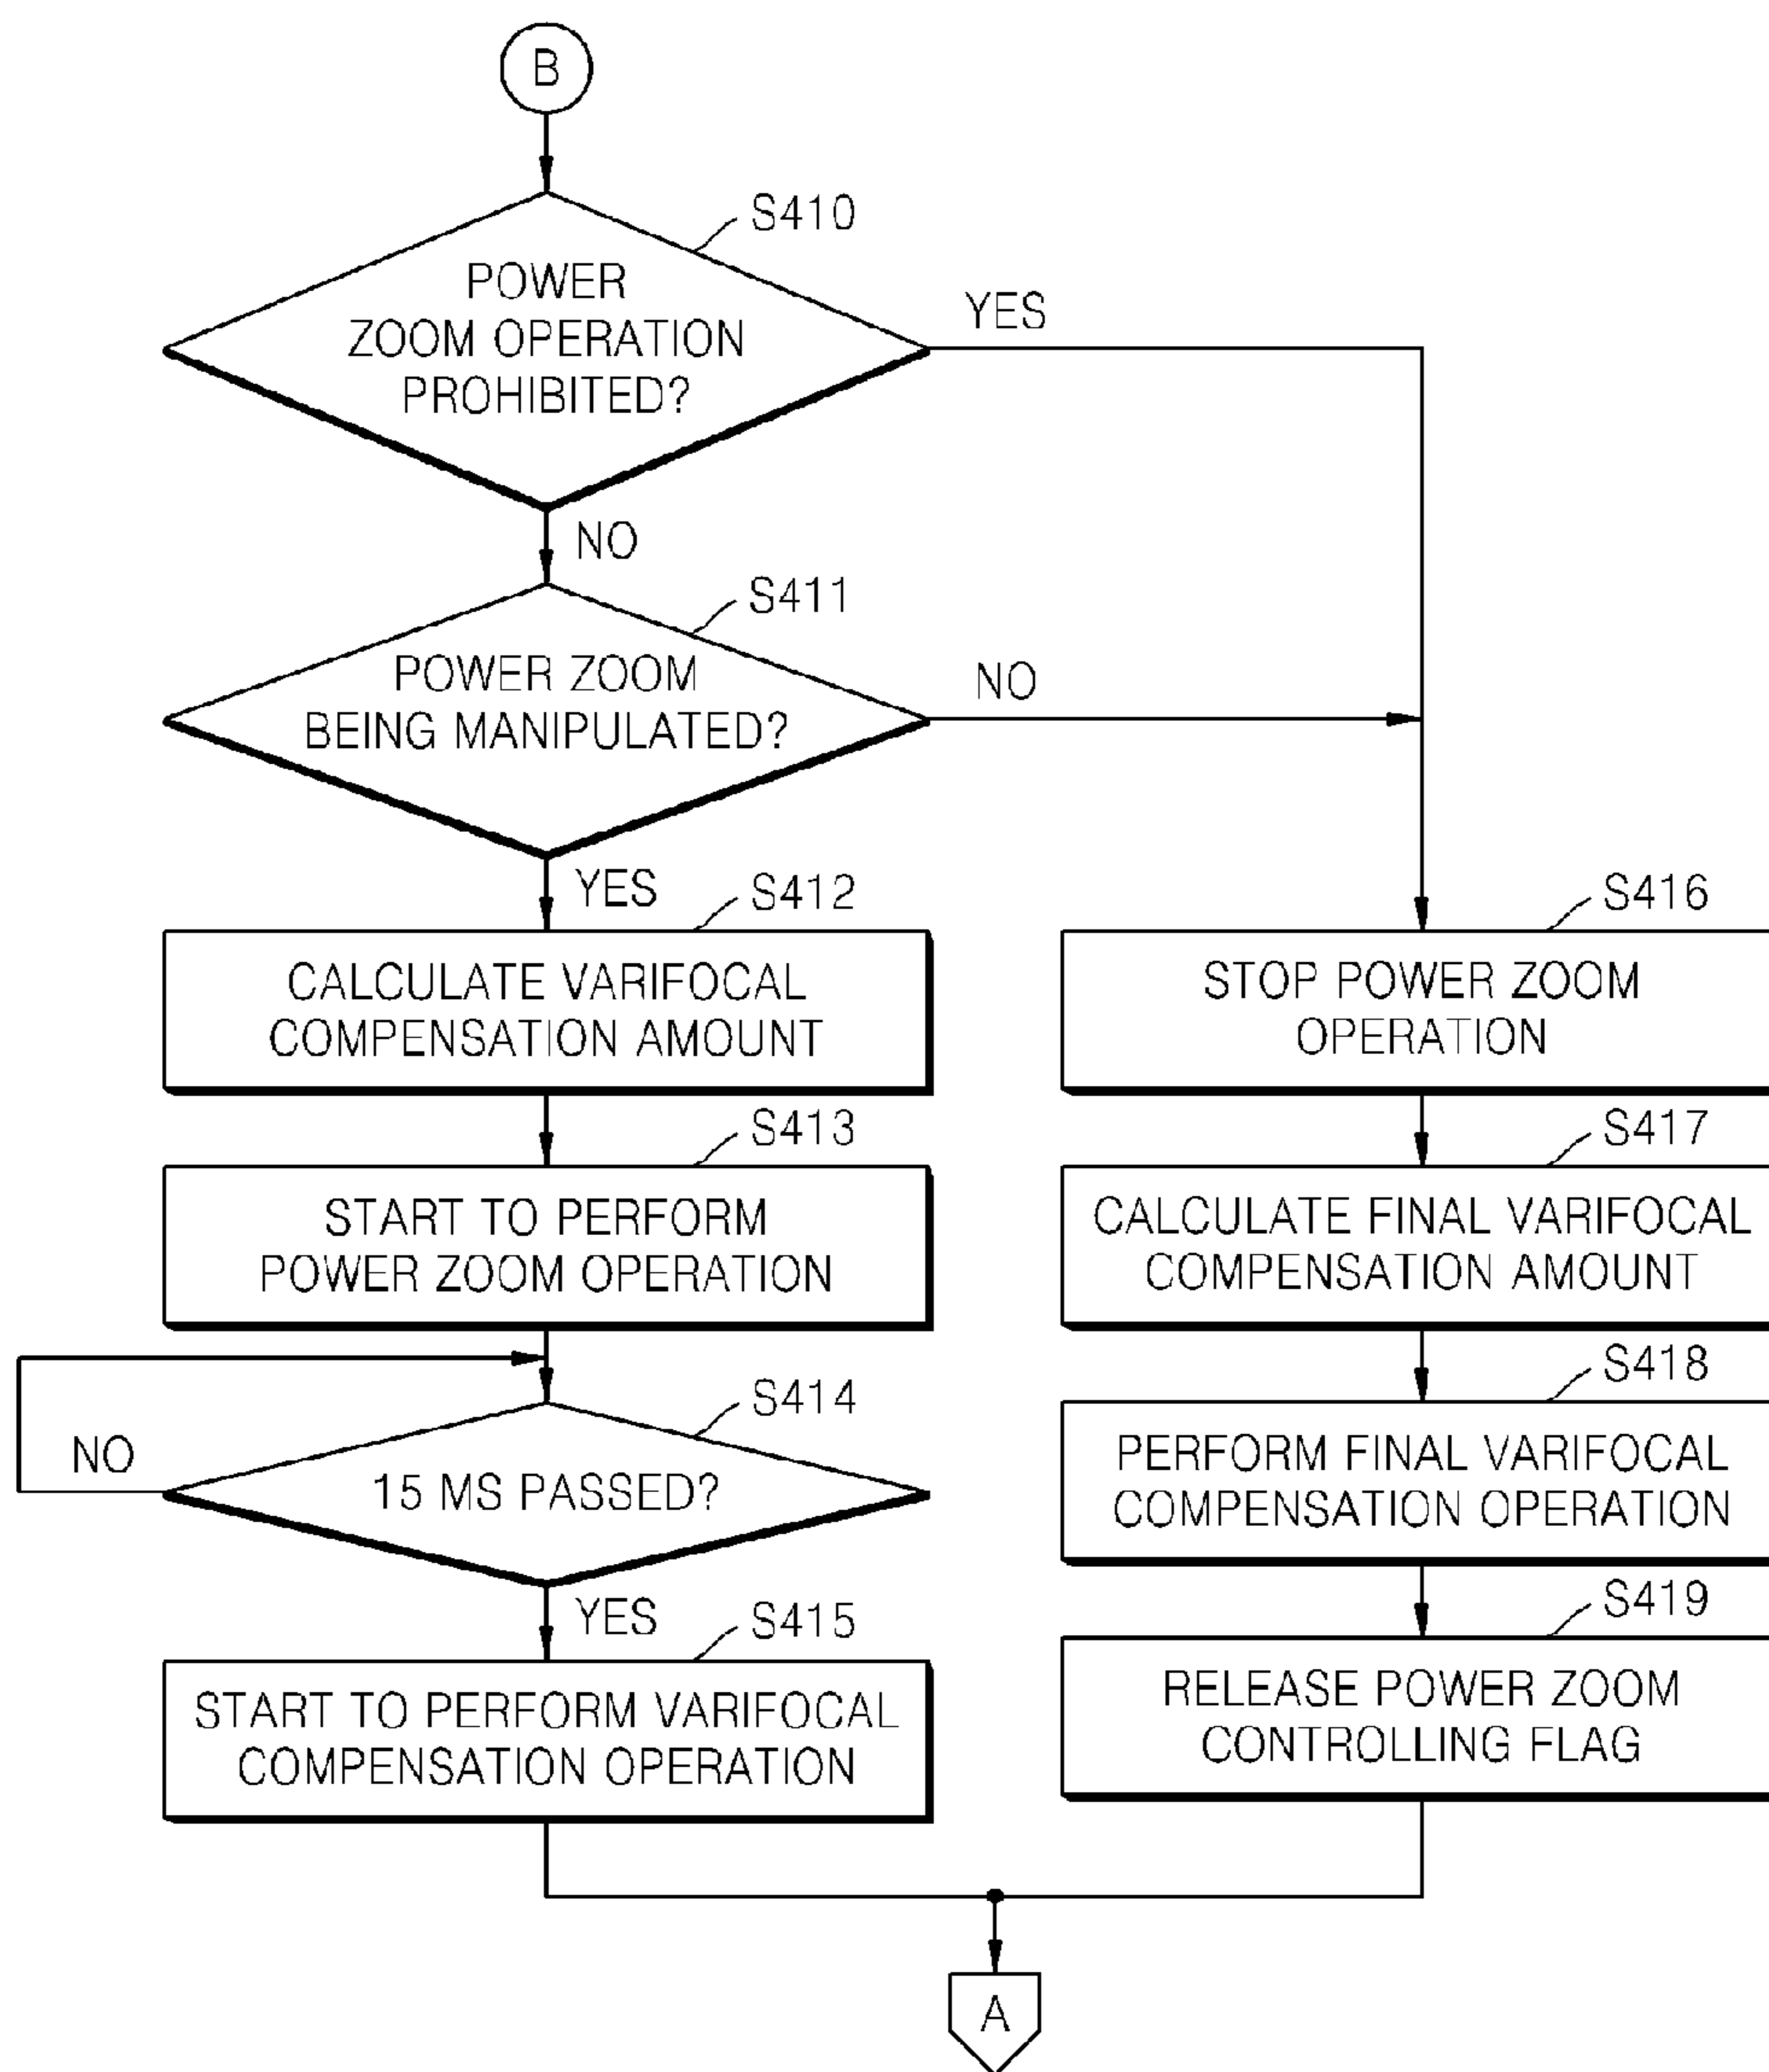 B
S410
POWER
ZOOM OPERATION
PROHIBITED?
YES
NO
S411
POWER ZOOM
BEING MANIPULATED?
NO
YES
S412
CALCULATE VARIFOCAL
COMPENSATION AMOUNT
S413
START TO PERFORM
POWER ZOOM OPERATION
S414
15 MS PASSED?
NO
YES
S415
START TO PERFORM VARIFOCAL
COMPENSATION OPERATION
S416
STOP POWER ZOOM
OPERATION
S417
CALCULATE FINAL VARIFOCAL
COMPENSATION AMOUNT
S418
PERFORM FINAL VARIFOCAL
COMPENSATION OPERATION
S419
RELEASE POWER ZOOM
CONTROLLING FLAG
A